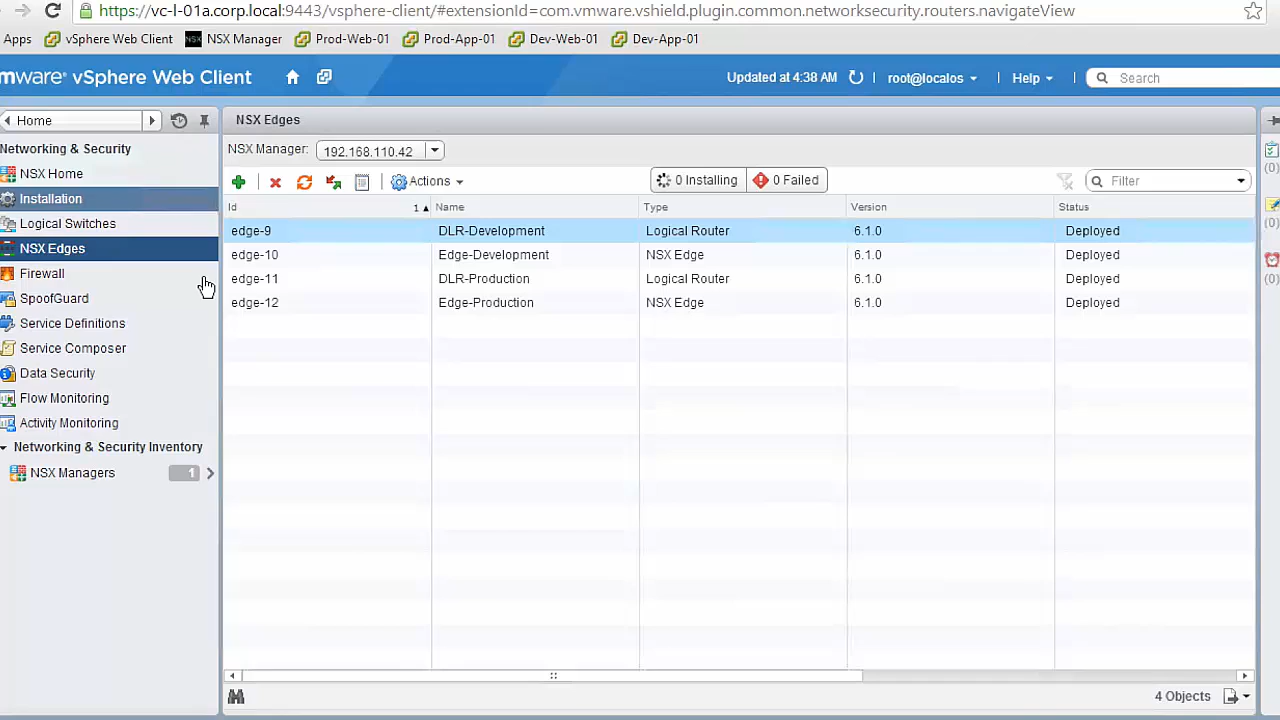 https://vc-l-01a.corp.local:9443/vsphere-client/#extensionId=com.vmware.vshield.plugin.common.networksecurity.routers.navigateView
Apps vSphere Web Client NSX NSX Manager Prod-Web-01 Prod-App-01 Dev-Web-01 Dev-App-01
mware® vSphere Web Client Updated at 4:38 AM root@localos Help Search
Home
Networking & Security
NSX Home
Installation
Logical Switches
NSX Edges
Firewall
SpoofGuard
Service Definitions
Service Composer
Data Security
Flow Monitoring
Activity Monitoring
Networking & Security Inventory
NSX Managers 1
NSX Edges
NSX Manager: 192.168.110.42
Actions 0 Installing 0 Failed Filter
Id 1 Name Type Version Status
edge-9 DLR-Development Logical Router 6.1.0 Deployed
edge-10 Edge-Development NSX Edge 6.1.0 Deployed
edge-11 DLR-Production Logical Router 6.1.0 Deployed
edge-12 Edge-Production NSX Edge 6.1.0 Deployed
4 Objects
(0)
(0)
(0)